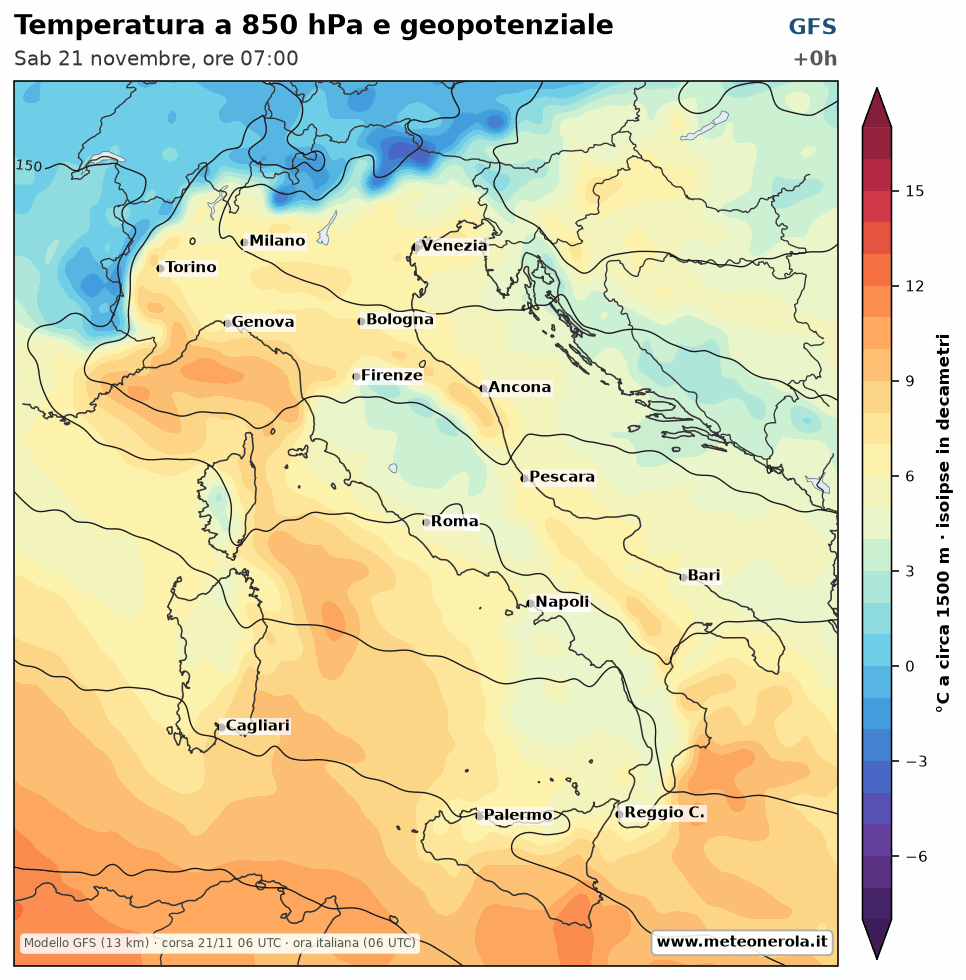 Temperatura a 850 hPa e geopotenziale
GFS
Sab 21 novembre, ore 07:00
+0h
150
Milano
Venezia
Torino
Genova
Bologna
Firenze
Ancona
Pescara
Roma
Bari
Napoli
Cagliari
Palermo
Reggio C.
15
12
9
6
3
0
−3
−6
°C a circa 1500 m · isoipse in decametri
Modello GFS (13 km) · corsa 21/11 06 UTC · ora italiana (06 UTC)
www.meteonerola.it